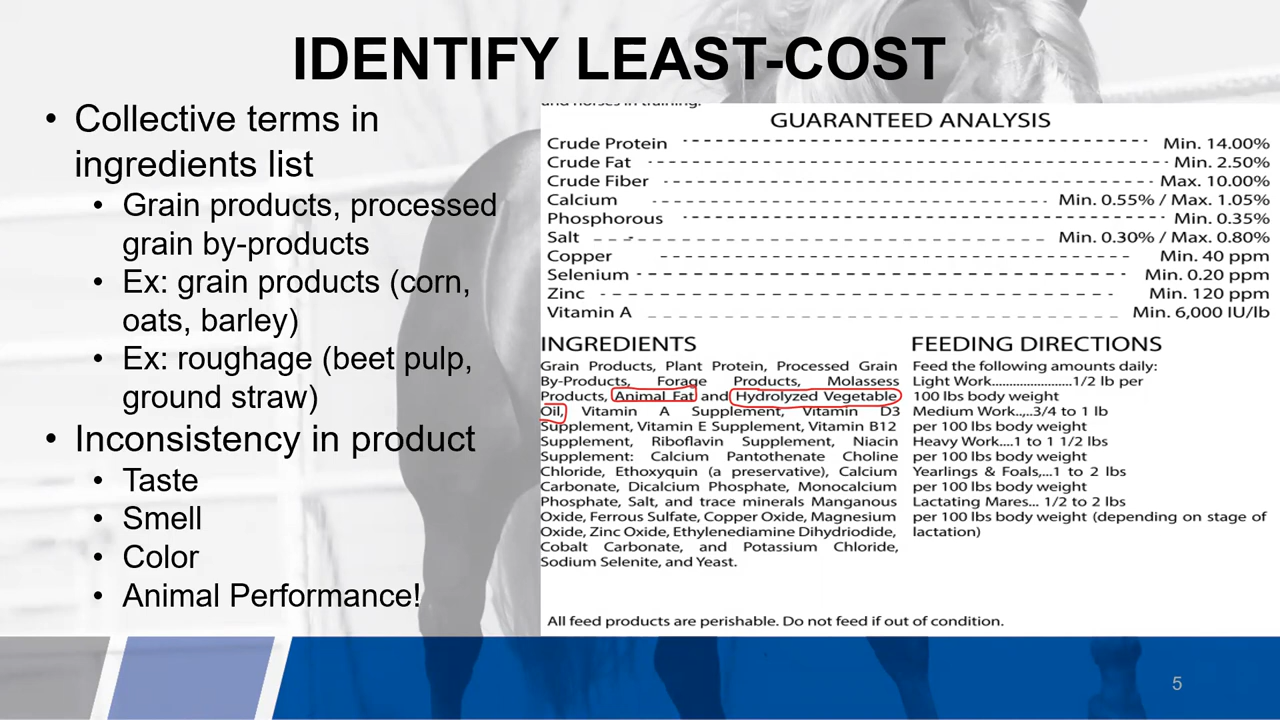 IDENTIFY LEAST-COST
• Collective terms in
ingredients list
• Grain products, processed
grain by-products
• Ex: grain products (corn,
oats, barley)
• Ex: roughage (beet pulp,
ground straw)
• Inconsistency in product
• Taste
• Smell
• Color
• Animal Performance!
and horses in training.
GUARANTEED ANALYSIS
Crude Protein Min. 14.00%
Crude Fat Min. 2.50%
Crude Fiber Max. 10.00%
Calcium Min. 0.55% / Max. 1.05%
Phosphorous Min. 0.35%
Salt Min. 0.30% / Max. 0.80%
Copper Min. 40 ppm
Selenium Min. 0.20 ppm
Zinc Min. 120 ppm
Vitamin A Min. 6,000 IU/lb
INGREDIENTS
Grain Products, Plant Protein, Processed Grain
By-Products, Forage Products, Molassess
Products, Animal Fat and Hydrolyzed Vegetable
Oil, Vitamin A Supplement, Vitamin D3
Supplement, Vitamin E Supplement, Vitamin B12
Supplement, Riboflavin Supplement, Niacin
Supplement: Calcium Pantothenate Choline
Chloride, Ethoxyquin (a preservative), Calcium
Carbonate, Dicalcium Phosphate, Monocalcium
Phosphate, Salt, and trace minerals Manganous
Oxide, Ferrous Sulfate, Copper Oxide, Magnesium
Oxide, Zinc Oxide, Ethylenediamine Dihydriodide,
Cobalt Carbonate, and Potassium Chloride,
Sodium Selenite, and Yeast.
FEEDING DIRECTIONS
Feed the following amounts daily:
Light Work.......................1/2 lb per
100 lbs body weight
Medium Work..,..3/4 to 1 lb
per 100 lbs body weight
Heavy Work....1 to 1 1/2 lbs
per 100 lbs body weight
Yearlings & Foals,...1 to 2 lbs
per 100 lbs body weight
Lactating Mares... 1/2 to 2 lbs
per 100 lbs body weight (depending on stage of
lactation)
All feed products are perishable. Do not feed if out of condition.
5